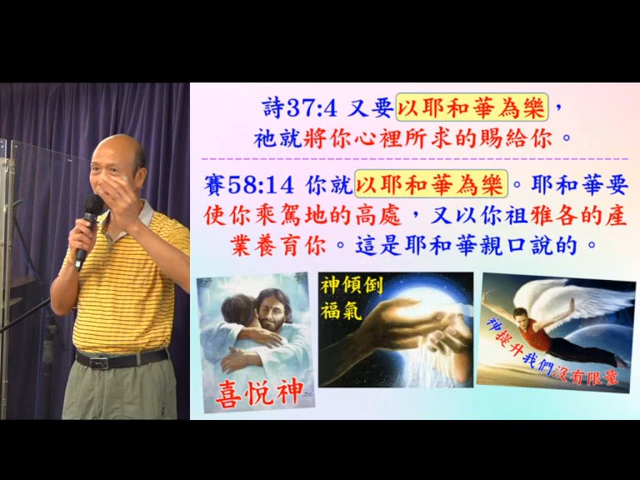 詩37:4 又要以耶和華為樂，
祂就將你心裡所求的賜給你。
賽58:14 你就以耶和華為樂。耶和華要
使你乘駕地的高處，又以你祖雅各的產
業養育你。這是耶和華親口說的。
喜悅神
神傾倒
福氣
神提升我們沒有限量